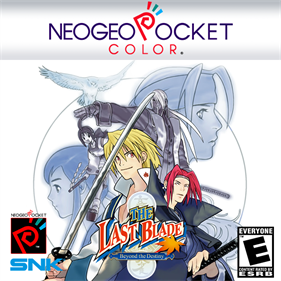 NEOGEO POCKET
COLOR®
THE
LAST BLADE
Beyond the Destiny
NEOGEO POCKET
SNK
EVERYONE
E
CONTENT RATED BY
ESRB